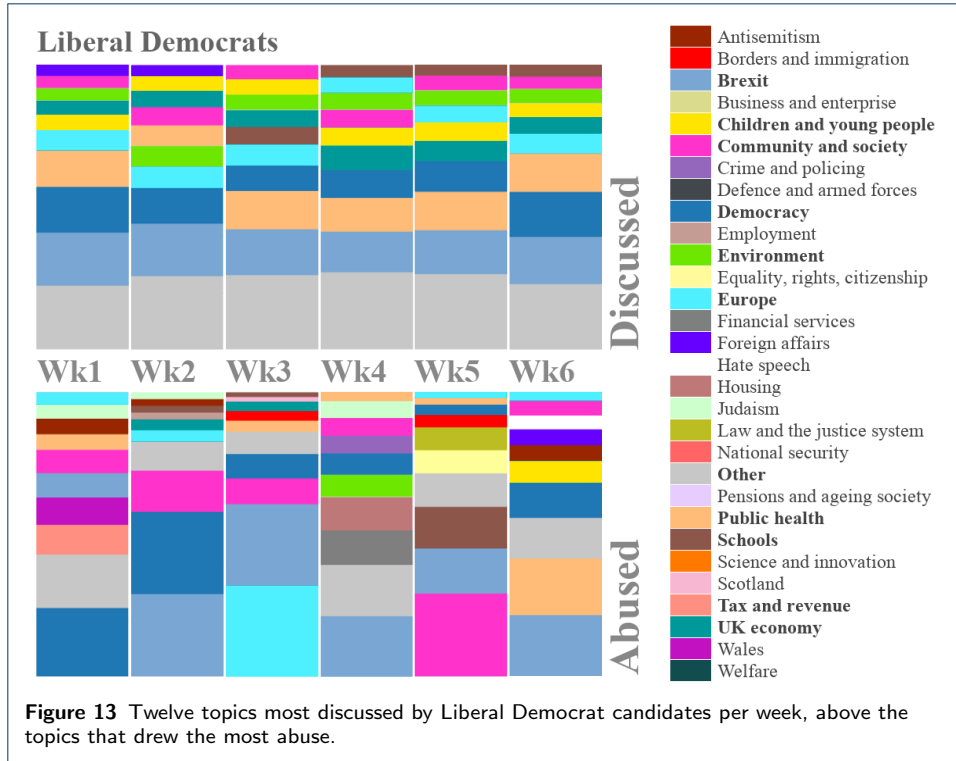 Liberal Democrats
Discussed
Wk1 Wk2 Wk3 Wk4 Wk5 Wk6
Abused
Antisemitism
Borders and immigration
Brexit
Business and enterprise
Children and young people
Community and society
Crime and policing
Defence and armed forces
Democracy
Employment
Environment
Equality, rights, citizenship
Europe
Financial services
Foreign affairs
Hate speech
Housing
Judaism
Law and the justice system
National security
Other
Pensions and ageing society
Public health
Schools
Science and innovation
Scotland
Tax and revenue
UK economy
Wales
Welfare
Figure 13 Twelve topics most discussed by Liberal Democrat candidates per week, above the
topics that drew the most abuse.